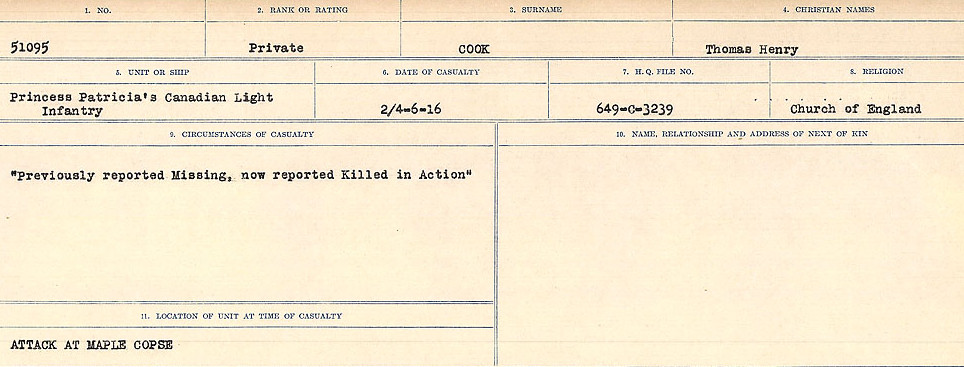 1. NO.
2. RANK OR RATING
3. SURNAME
4. CHRISTIAN NAMES
51095
Private
COOK
Thomas Henry
5. UNIT OR SHIP
6. DATE OF CASUALTY
7. H. Q. FILE NO.
8. RELIGION
Princess Patricia's Canadian Light
Infantry
2/4-6-16
649-C-3239
Church of England
9. CIRCUMSTANCES OF CASUALTY
10. NAME, RELATIONSHIP AND ADDRESS OF NEXT OF KIN
"Previously reported Missing, now reported Killed in Action"
11. LOCATION OF UNIT AT TIME OF CASUALTY
ATTACK AT MAPLE COPSE